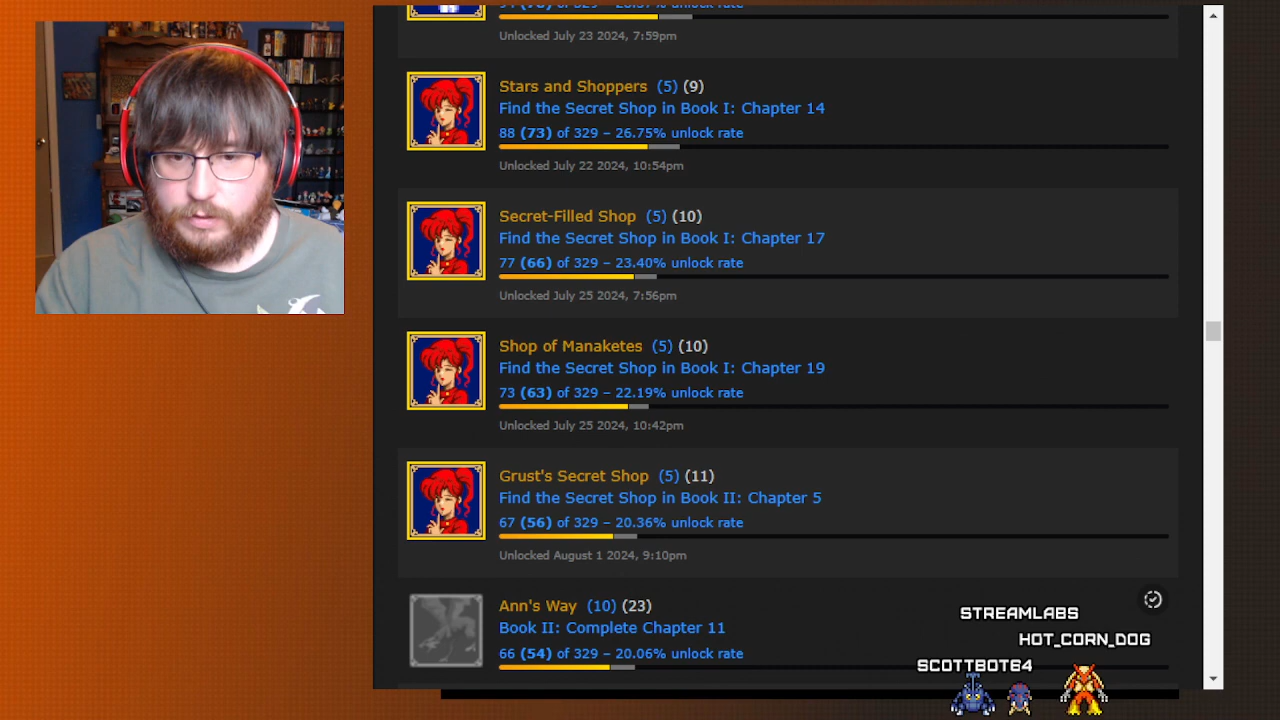 Unlocked July 23 2024, 7:59pm
Stars and Shoppers (5) (9)
Find the Secret Shop in Book I: Chapter 14
88 (73) of 329 – 26.75% unlock rate
Unlocked July 22 2024, 10:54pm
Secret-Filled Shop (5) (10)
Find the Secret Shop in Book I: Chapter 17
77 (66) of 329 – 23.40% unlock rate
Unlocked July 25 2024, 7:56pm
Shop of Manaketes (5) (10)
Find the Secret Shop in Book I: Chapter 19
73 (63) of 329 – 22.19% unlock rate
Unlocked July 25 2024, 10:42pm
Grust's Secret Shop (5) (11)
Find the Secret Shop in Book II: Chapter 5
67 (56) of 329 – 20.36% unlock rate
Unlocked August 1 2024, 9:10pm
Ann's Way (10) (23)
Book II: Complete Chapter 11
66 (54) of 329 – 20.06% unlock rate
STREAMLABS
HOT_CORN_DOG
SCOTTBOT64